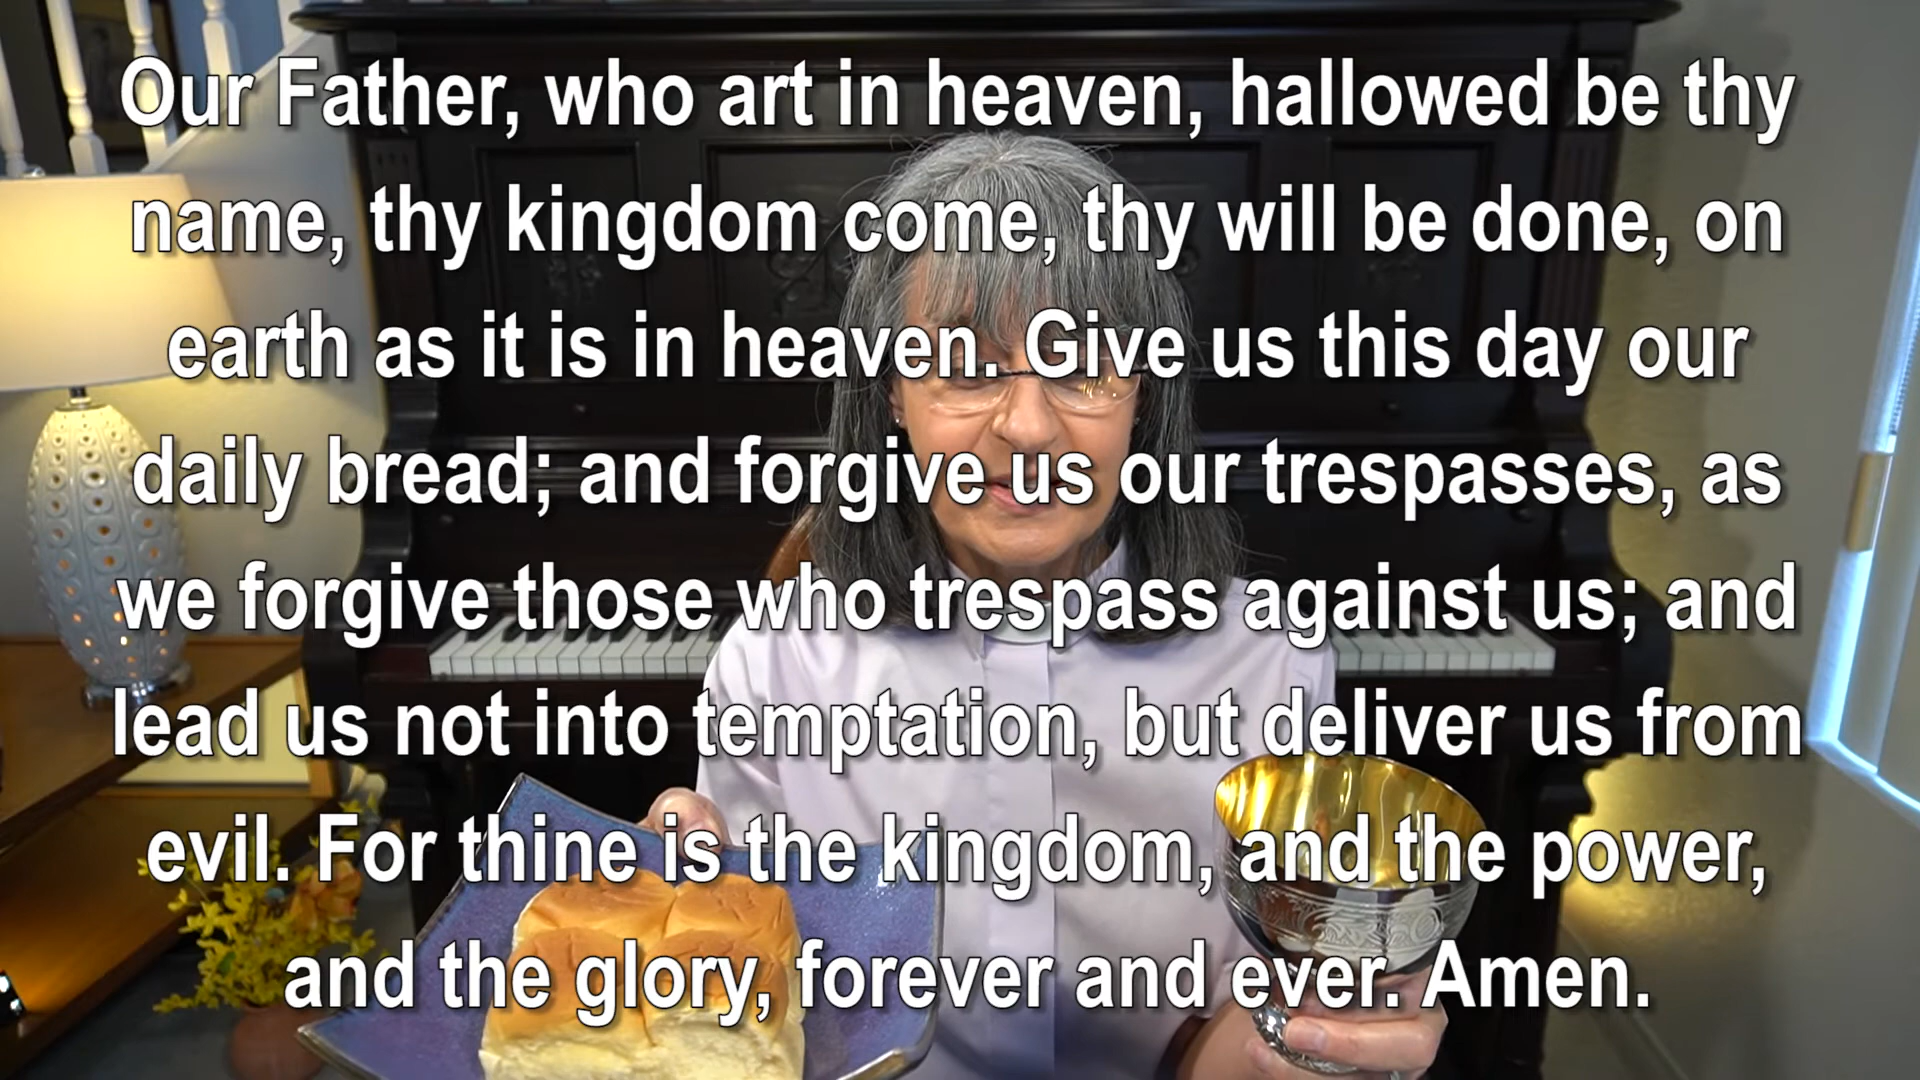 Our Father, who art in heaven, hallowed be thy
name, thy kingdom come, thy will be done, on
earth as it is in heaven. Give us this day our
daily bread; and forgive us our trespasses, as
we forgive those who trespass against us; and
lead us not into temptation, but deliver us from
evil. For thine is the kingdom, and the power,
and the glory, forever and ever. Amen.